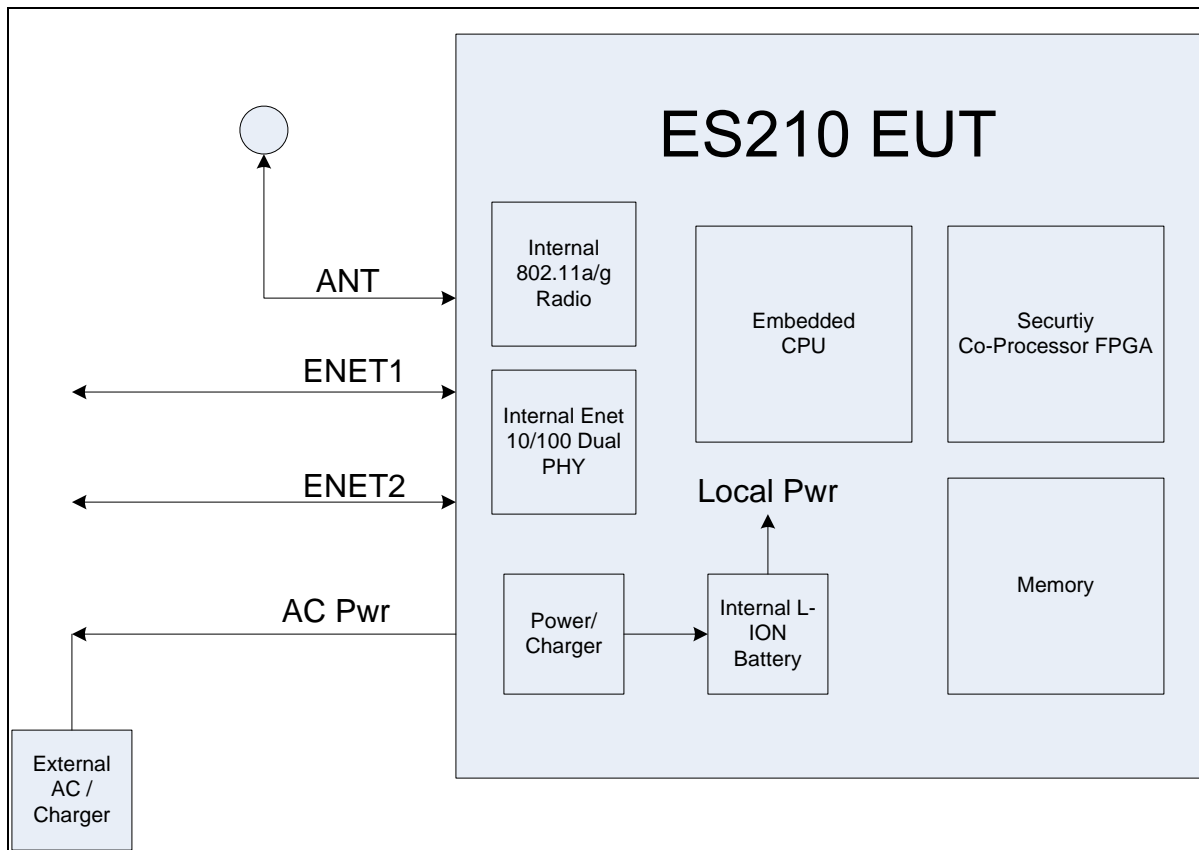 ES210 EUT
Internal
802.11a/g
Radio
ANT
Embedded
CPU
Securtiy
Co-Processor FPGA
ENET1
Internal Enet
10/100 Dual
PHY
ENET2
Local Pwr
Memory
AC Pwr
Power/
Charger
Internal L-
ION
Battery
External
AC /
Charger